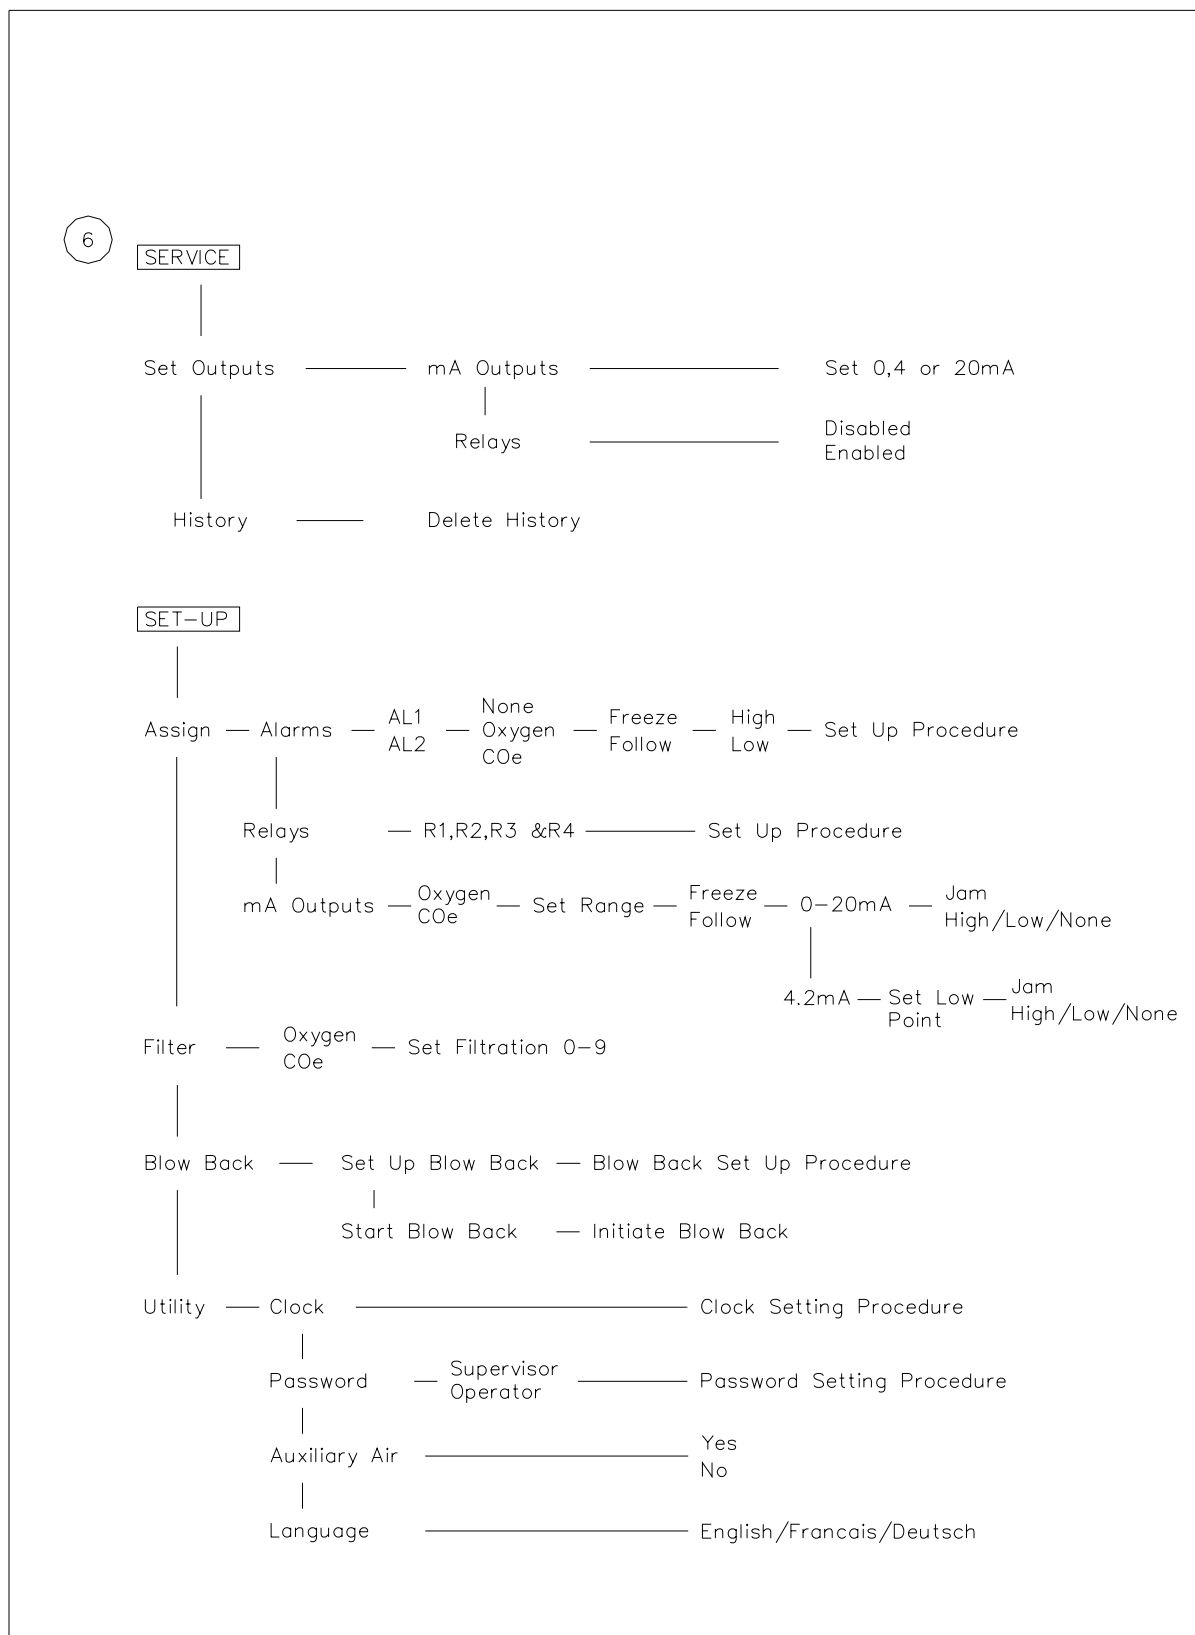 6
SERVICE
Set Outputs mA Outputs Set 0,4 or 20mA
Relays Disabled
Enabled
History Delete History
SET-UP
Assign Alarms AL1
AL2
None
Oxygen
COe
Freeze
Follow
High
Low
Set Up Procedure
Relays R1,R2,R3 &R4 Set Up Procedure
mA Outputs Oxygen
COe
Set Range Freeze
Follow
0-20mA Jam
High/Low/None
4.2mA Set Low
Point
Jam
High/Low/None
Filter Oxygen
COe
Set Filtration 0-9
Blow Back Set Up Blow Back Blow Back Set Up Procedure
Start Blow Back Initiate Blow Back
Utility Clock Clock Setting Procedure
Password Supervisor
Operator
Password Setting Procedure
Auxiliary Air Yes
No
Language English/Francais/Deutsch